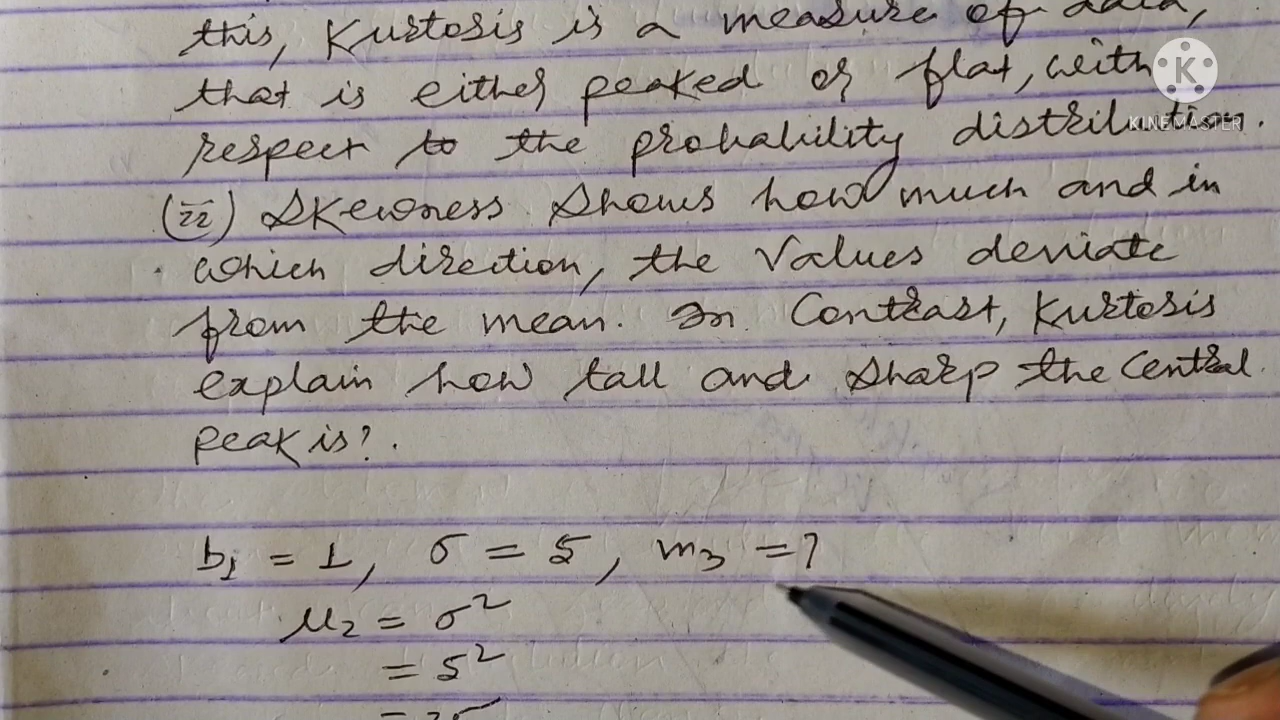 this, Kurtosis is a measure of data,
that is either peaked or flat, with
respect to the probability distribution.
(ii) Skewness shows how much and in
which direction, the values deviate
from the mean. In Contrast, Kurtosis
explain how tall and sharp the central
peak is?.
b₁ = 1, σ = 5, m₃ = ?
μ₂ = σ²
= 5²
= 25
K
KINEMASTER